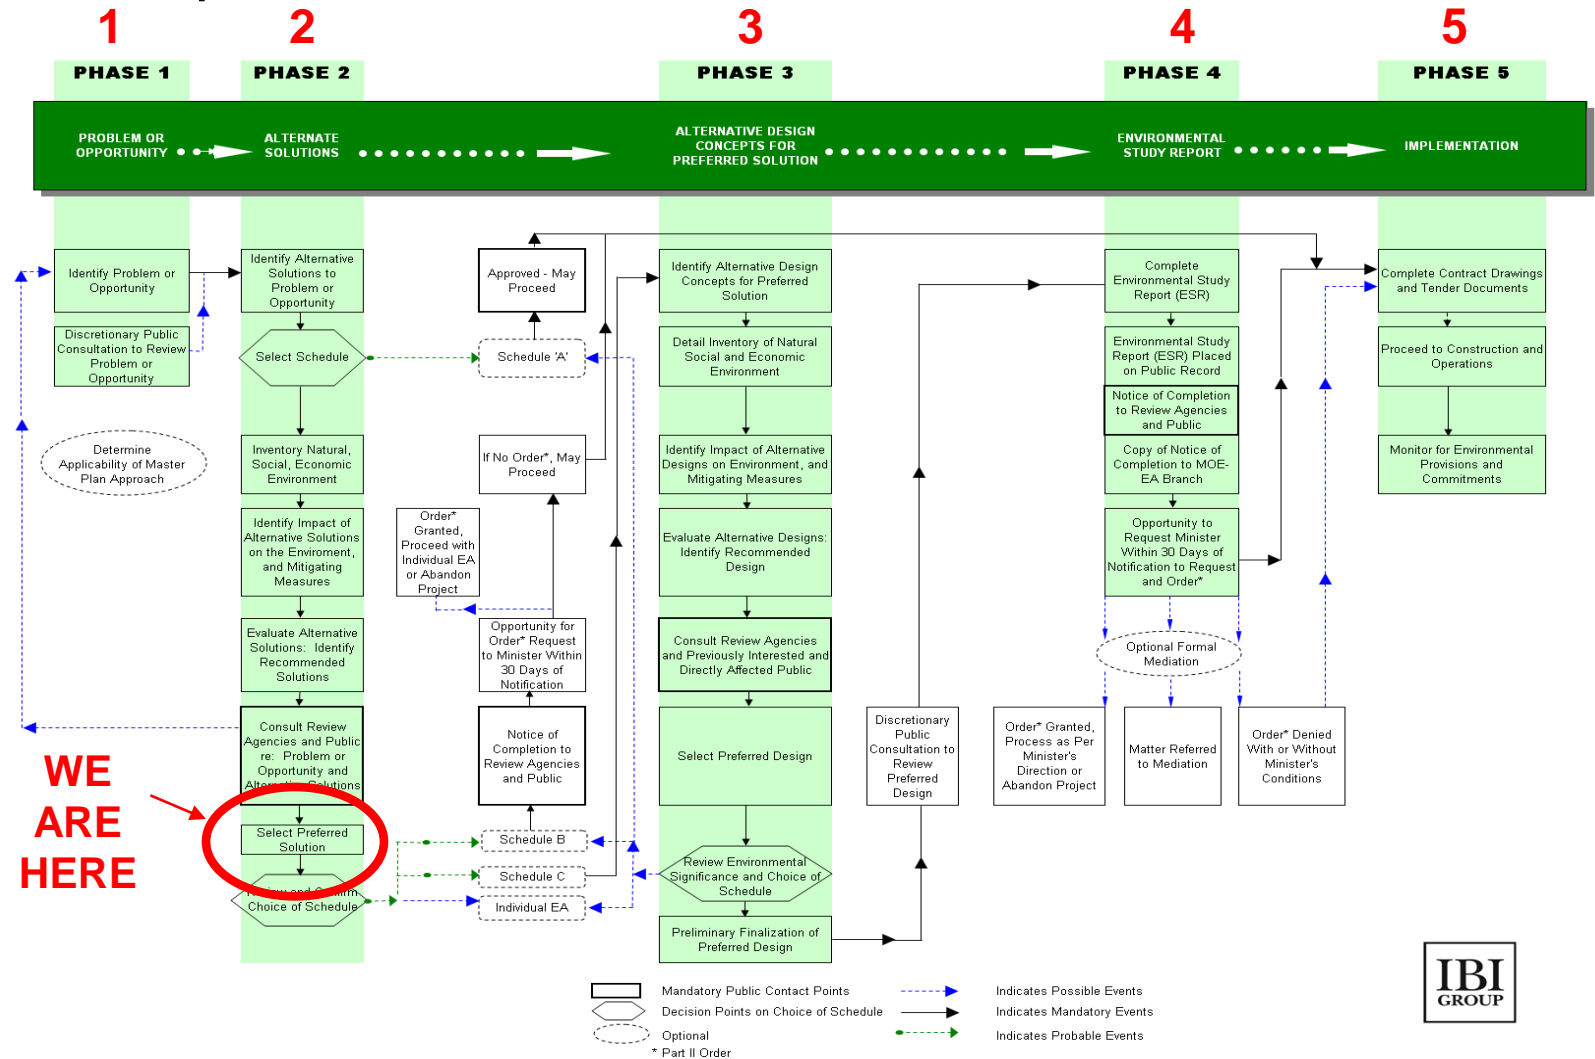 1
2
3
4
5
PHASE 1
PHASE 2
PHASE 3
PHASE 4
PHASE 5
PROBLEM OR
OPPORTUNITY
ALTERNATE
SOLUTIONS
ALTERNATIVE DESIGN
CONCEPTS FOR
PREFERRED SOLUTION
ENVIRONMENTAL
STUDY REPORT
IMPLEMENTATION
Identify Problem or
Opportunity
Discretionary Public
Consultation to Review
Problem or
Opportunity
Determine
Applicability of Master
Plan Approach
WE
ARE
HERE
Identify Alternative
Solutions to
Problem or
Opportunity
Select Schedule
Inventory Natural,
Social, Economic
Environment
Identify Impact of
Alternative Solutions
on the Enviroment,
and Mitigating
Measures
Evaluate Alternative
Solutions: Identify
Recommended
Solutions
Consult Review
Agencies and Public
re: Problem or
Opportunity and
Alternative Solutions
Select Preferred
Solution
Review and Confirm
Choice of Schedule
Approved - May
Proceed
Schedule 'A'
If No Order*, May
Proceed
Order*
Granted,
Proceed with
Individual EA
or Abandon
Project
Opportunity for
Order* Request
to Minister Within
30 Days of
Notification
Notice of
Completion to
Review Agencies
and Public
Schedule B
Schedule C
Individual EA
Identify Alternative Design
Concepts for Preferred
Solution
Detail Inventory of Natural
Social and Economic
Environment
Identify Impact of Alternative
Designs on Environment, and
Mitigating Measures
Evaluate Alternative Designs:
Identify Recommended
Design
Consult Review Agencies
and Previously Interested and
Directly Affected Public
Select Preferred Design
Review Environmental
Significance and Choice of
Schedule
Preliminary Finalization of
Preferred Design
Discretionary
Public
Consultation to
Review
Preferred
Design
Complete
Environmental Study
Report (ESR)
Environmental Study
Report (ESR) Placed
on Public Record
Notice of Completion
to Review Agencies
and Public
Copy of Notice of
Completion to MOE-
EA Branch
Opportunity to
Request Minister
Within 30 Days of
Notification to Request
and Order*
Optional Formal
Mediation
Order* Granted,
Process as Per
Minister's
Direction or
Abandon Project
Matter Referred
to Mediation
Order* Denied
With or Without
Minister's
Conditions
Complete Contract Drawings
and Tender Documents
Proceed to Construction and
Operations
Monitor for Environmental
Provisions and
Commitments
Mandatory Public Contact Points
Decision Points on Choice of Schedule
Optional
* Part II Order
Indicates Possible Events
Indicates Mandatory Events
Indicates Probable Events
IBI
GROUP